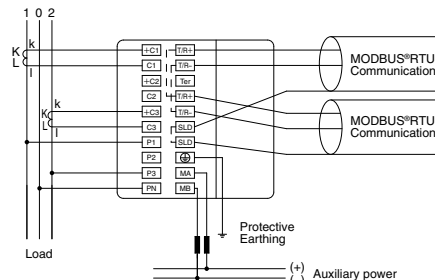 1 0 2
K k
L l
K k
L l
+C1 T/R+
C1 T/R−
+C2 Ter
C2 T/R+
+C3 T/R−
C3 SLD
P1 SLD
P2
P3 MA
PN MB
MODBUS®RTU
Communication
MODBUS®RTU
Communication
Protective
Earthing
Load
(+)
(−)
Auxiliary power